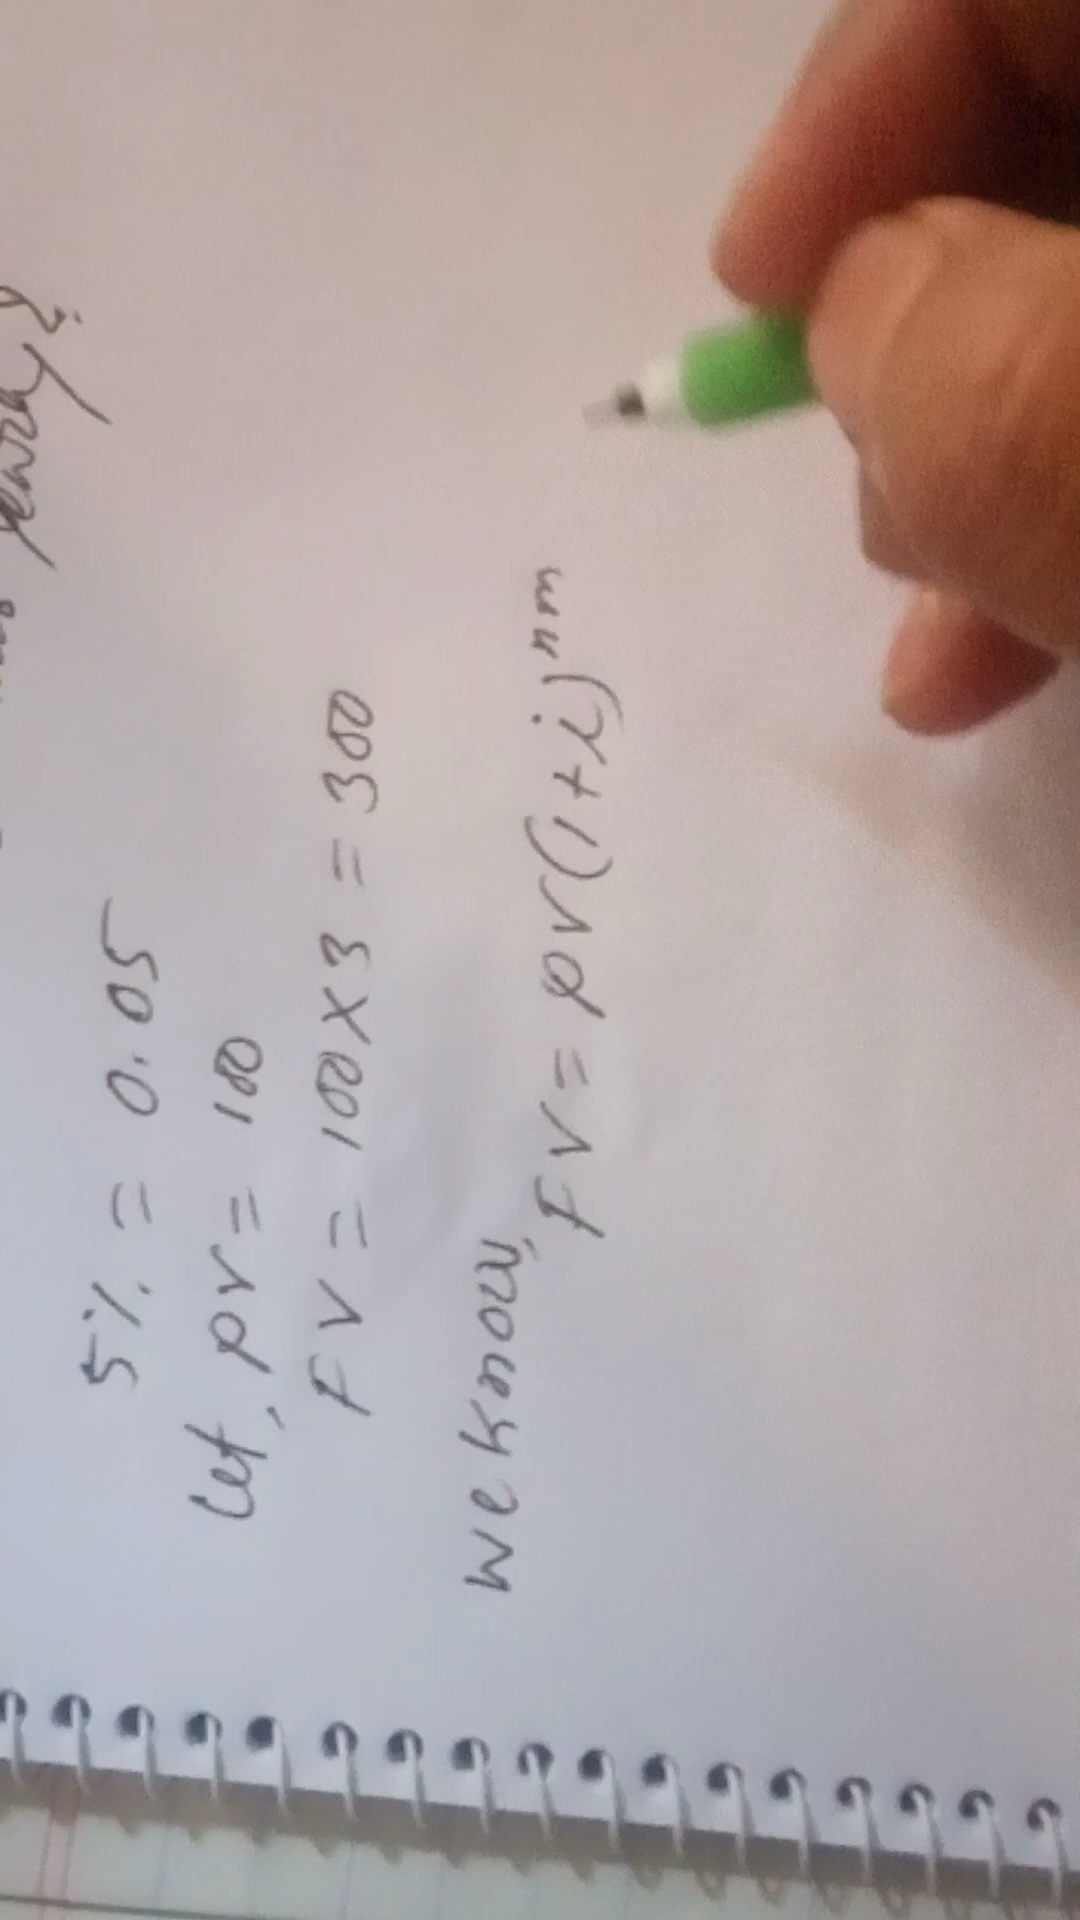 5% = 0.05
Let, PV = 100
FV = 100 X 3 = 300
we know,
FV = PV(1+i)^nm